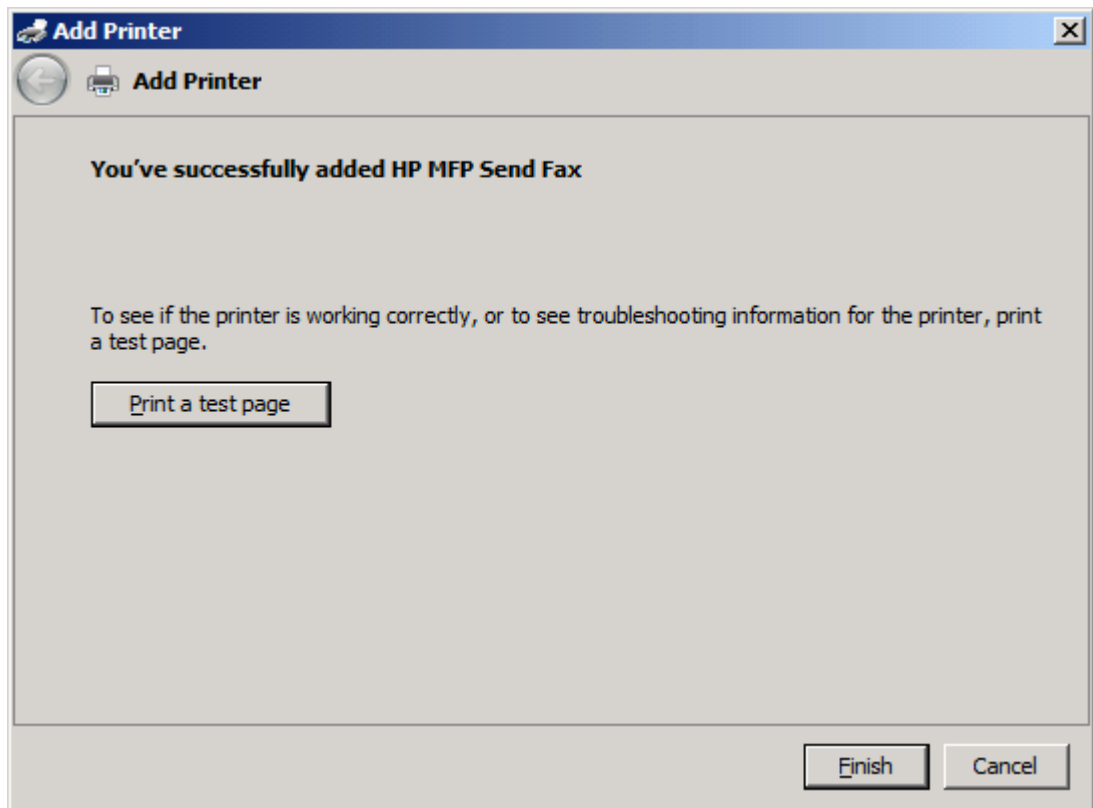 Add Printer
Add Printer
You've successfully added HP MFP Send Fax
To see if the printer is working correctly, or to see troubleshooting information for the printer, print
a test page.
Print a test page
Finish
Cancel